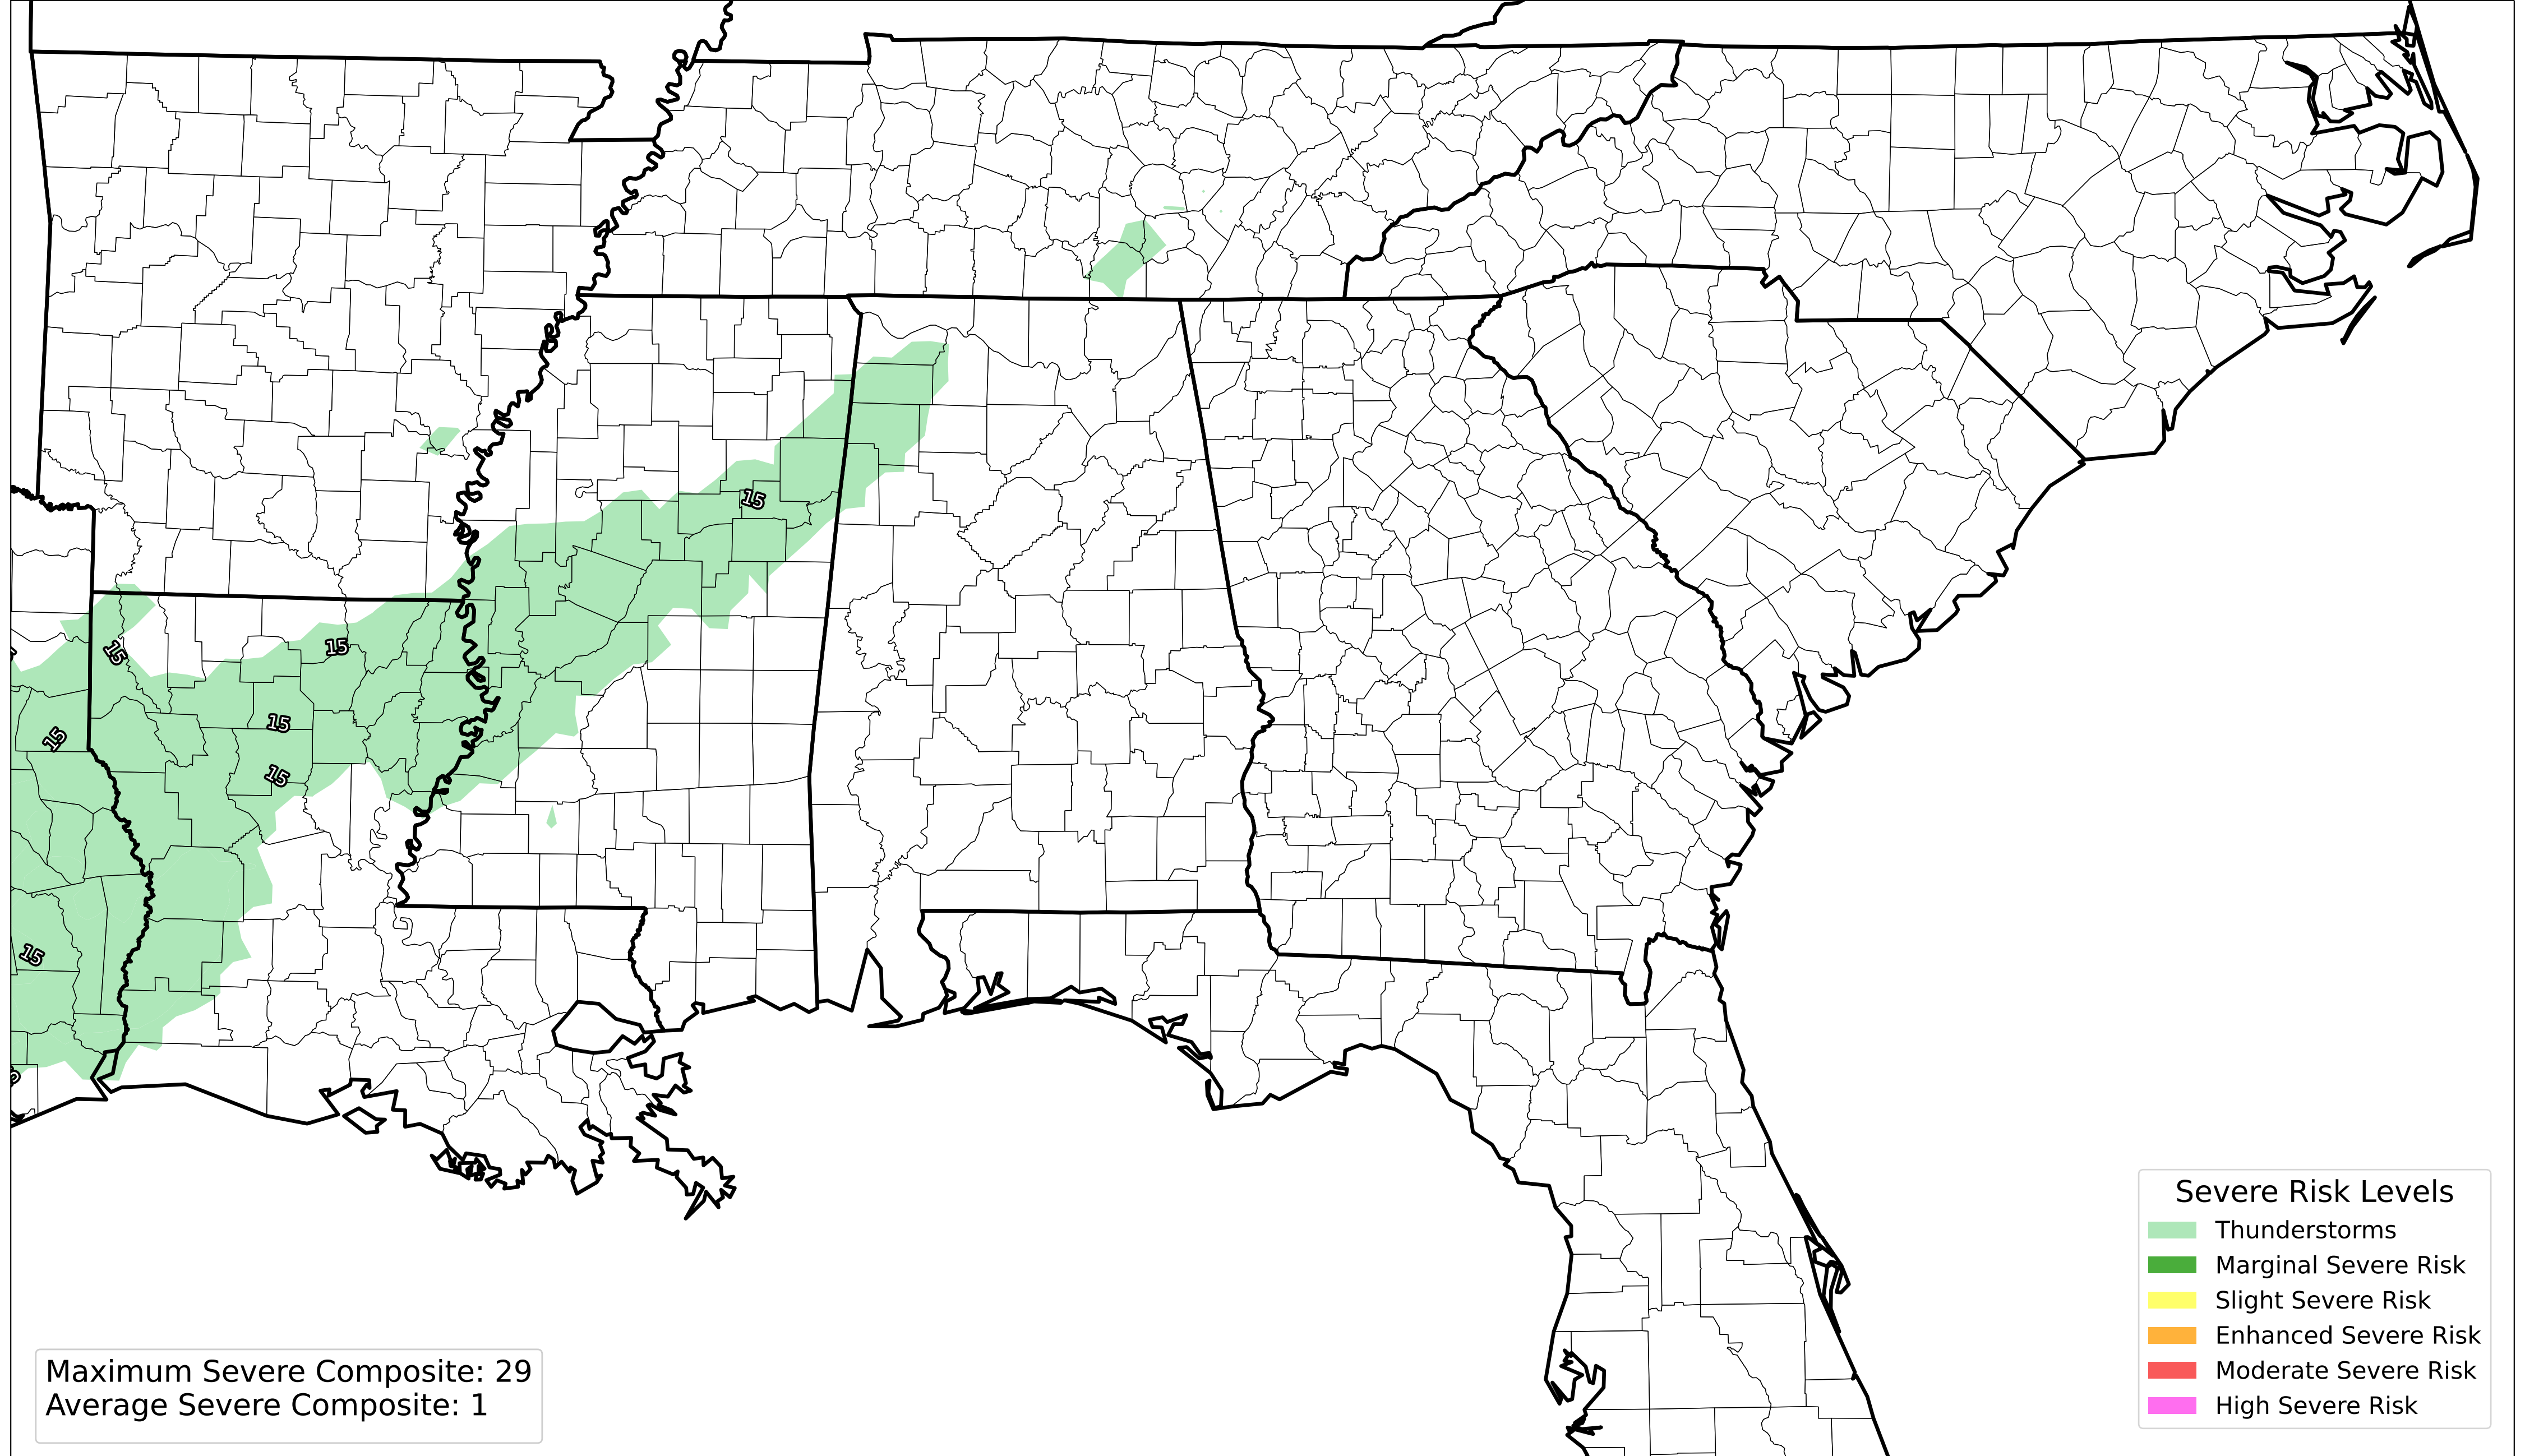 15
15
15
15
15
15
15
Severe Risk Levels
Thunderstorms
Marginal Severe Risk
Slight Severe Risk
Enhanced Severe Risk
Moderate Severe Risk
High Severe Risk
Maximum Severe Composite: 29
Average Severe Composite: 1